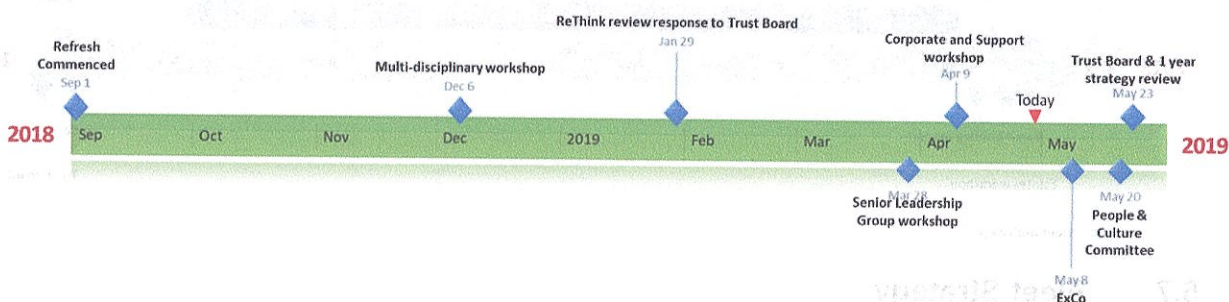 ReThink review response to Trust Board
Jan 29
Refresh
Commenced
Sep 1
Multi-disciplinary workshop
Dec 6
Corporate and Support
workshop
Apr 9
Trust Board & 1 year
strategy review
May 23
Today
2018
Sep
Oct
Nov
Dec
2019
Feb
Mar
Apr
May
2019
Mar 28
Senior Leadership
Group workshop
May 20
People &
Culture
Committee
May 8
ExCo